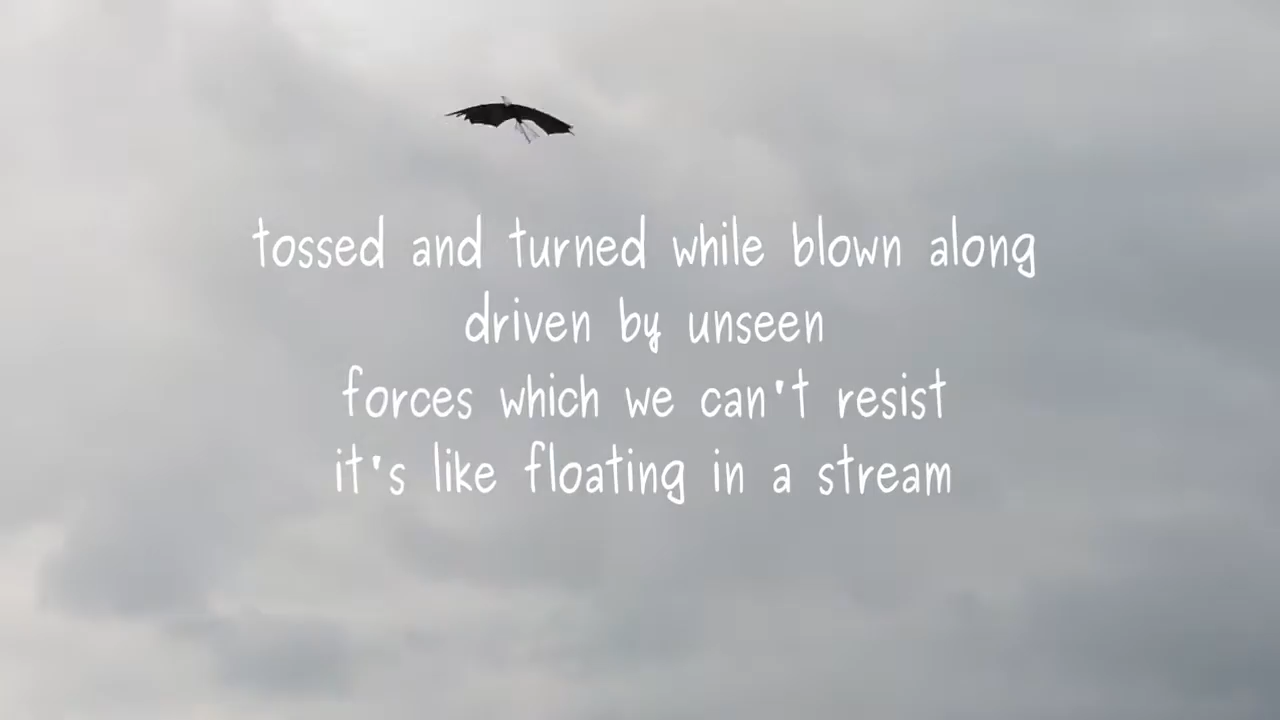 tossed and turned while blown along
driven by unseen
forces which we can't resist
it's like floating in a stream